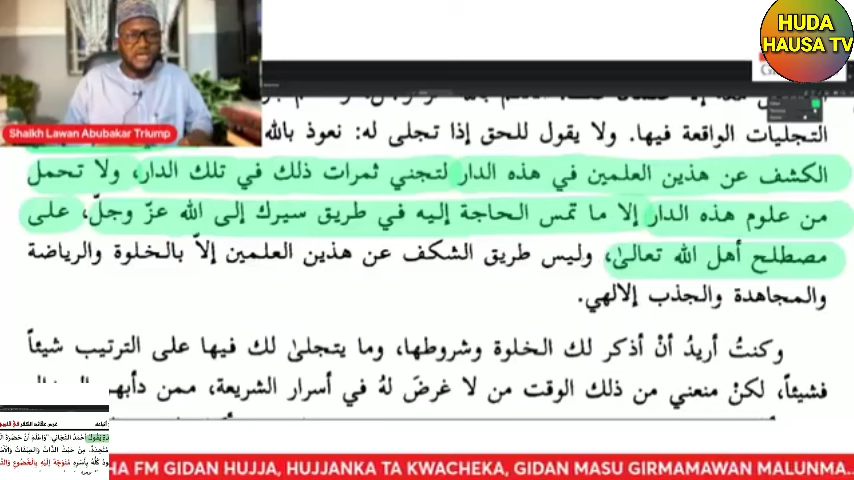 HUDA
HAUSA TV
Shaikh Lawan Abubakar Triump
التجليات الواقعة فيها. ولا يقول للحق إذا تجلى له: نعوذ بالله
الكشف عن هذين العلمين في هذه الدار لتجني ثمرات ذلك في تلك الدار، ولا تحمل
من علوم هذه الدار إلا ما تمس الحاجة إليه في طريق سيرك إلى الله عزّ وجلّ، على
مصطلح أهل الله تعالىٰ، وليس طريق الشكف عن هذين العلمين إلاّ بالخلوة والرياضة
والمجاهدة والجذب إلالهي.
وكنتُ أريدُ أنْ أذكر لك الخلوة وشروطها، وما يتجلىٰ لك فيها على الترتيب شيئاً
فشيئاً، لكنْ منعني من ذلك الوقت من لا غرضَ لهُ في أسرار الشريعة، ممن دأبهم
HA FM GIDAN HUJJA, HUJJANKA TA KWACHEKA, GIDAN MASU GIRMAMAWAN MALUNMA..